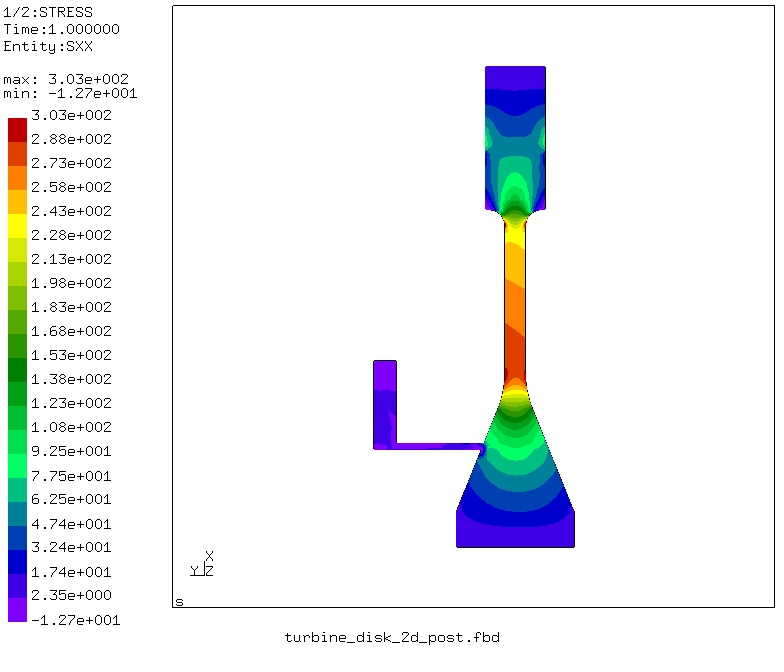 1/2:STRESS
Time:1.000000
Entity:SXX
max: 3.03e+002
min: -1.27e+001
3.03e+002
2.88e+002
2.73e+002
2.58e+002
2.43e+002
2.28e+002
2.13e+002
1.98e+002
1.83e+002
1.68e+002
1.53e+002
1.38e+002
1.23e+002
1.08e+002
9.25e+001
7.75e+001
6.25e+001
4.74e+001
3.24e+001
1.74e+001
2.35e+000
-1.27e+001
X
Y Z
s
turbine_disk_2d_post.fbd